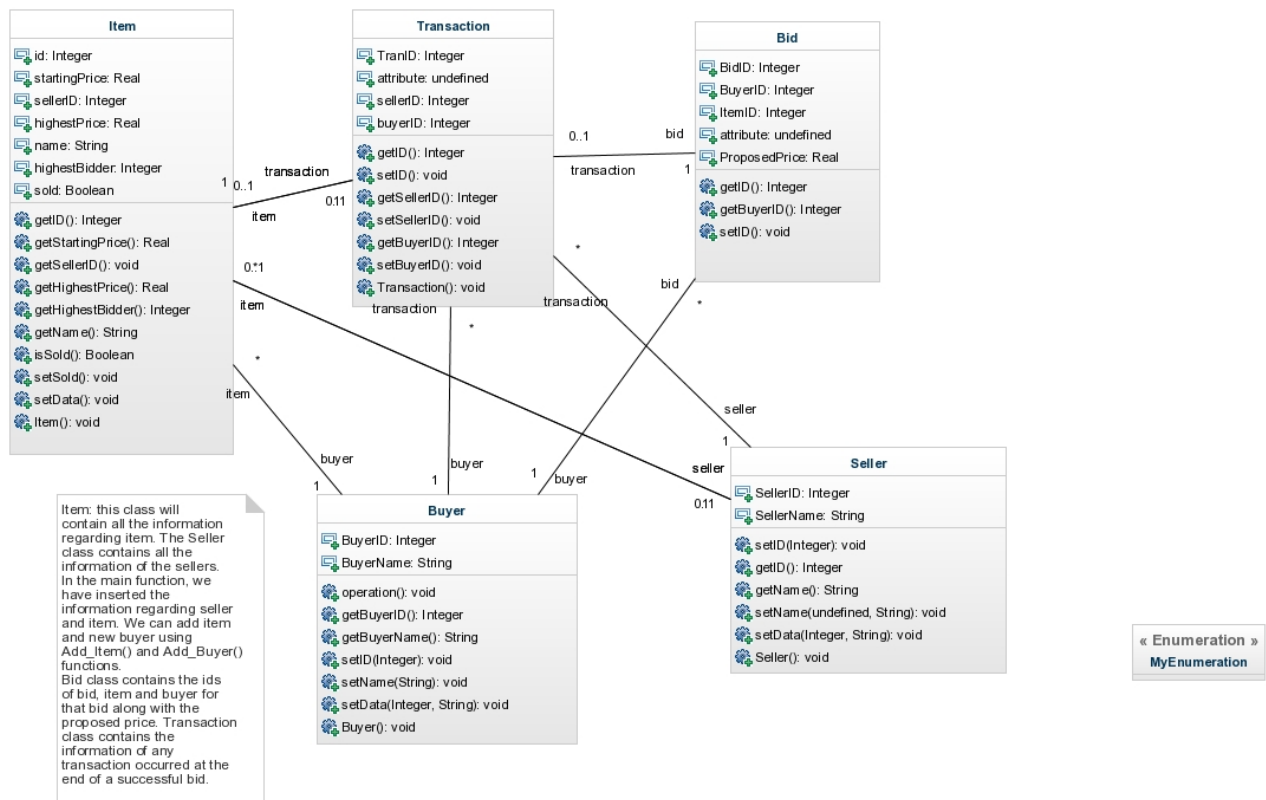 Item
id: Integer
startingPrice: Real
sellerID: Integer
highestPrice: Real
name: String
highestBidder: Integer
sold: Boolean
getID(): Integer
getStartingPrice(): Real
getSellerID(): void
getHighestPrice(): Real
getHighestBidder(): Integer
getName(): String
isSold(): Boolean
setSold(): void
setData(): void
Item(): void
Transaction
TranID: Integer
attribute: undefined
sellerID: Integer
buyerID: Integer
getID(): Integer
setID(): void
getSellerID(): Integer
setSellerID(): void
getBuyerID(): Integer
setBuyerID(): void
Transaction(): void
Bid
BidID: Integer
BuyerID: Integer
ItemID: Integer
attribute: undefined
ProposedPrice: Real
getID(): Integer
getBuyerID(): Integer
setID(): void
transaction
1
0..1
item
0..1
bid
transaction
1
item
*
item
buyer
1
transaction
*
buyer
1
transaction
*
seller
1
bid
*
buyer
1
seller
Buyer
BuyerID: Integer
BuyerName: String
operation(): void
getBuyerID(): Integer
getBuyerName(): String
setID(Integer): void
setName(String): void
setData(Integer, String): void
Buyer(): void
Seller
SellerID: Integer
SellerName: String
setID(Integer): void
getID(): Integer
getName(): String
setName(undefined, String): void
setData(Integer, String): void
Seller(): void
Item: this class will
contain all the information
regarding item. The Seller
class contains all the
information of the sellers.
In the main function, we
have inserted the
information regarding seller
and item. We can add item
and new buyer using
Add_Item() and Add_Buyer()
functions.
Bid class contains the ids
of bid, item and buyer for
that bid along with the
proposed price. Transaction
class contains the
information of any
transaction occurred at the
end of a successful bid.
« Enumeration »
MyEnumeration